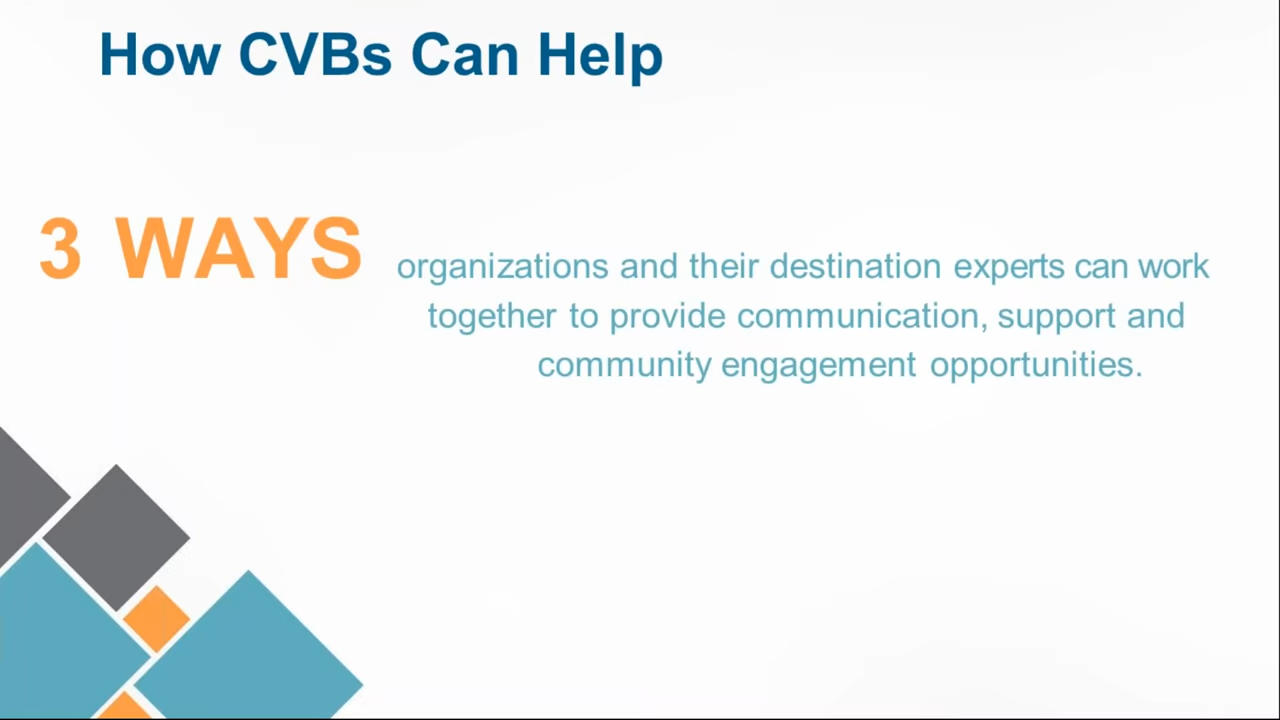 How CVBs Can Help
3 WAYS organizations and their destination experts can work
together to provide communication, support and
community engagement opportunities.